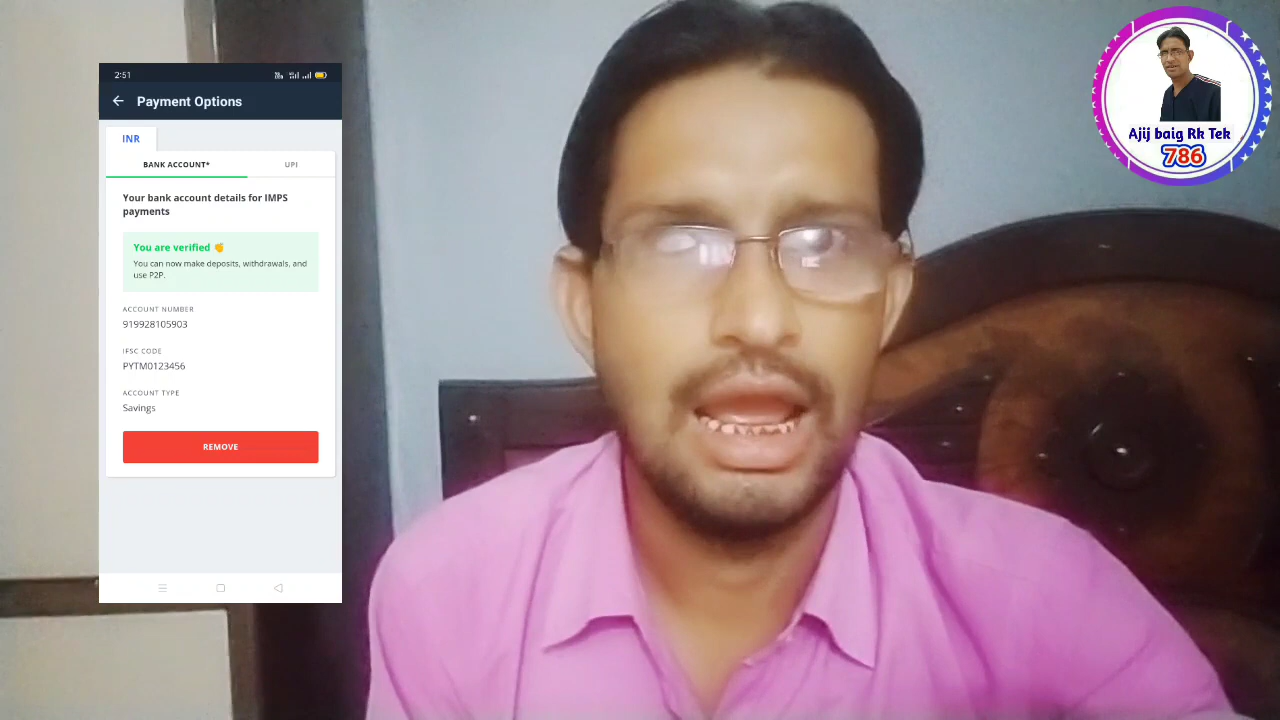 2:51
Payment Options
INR
BANK ACCOUNT*
UPI
Your bank account details for IMPS
payments
You are verified 👏
You can now make deposits, withdrawals, and
use P2P.
ACCOUNT NUMBER
919928105903
IFSC CODE
PYTM0123456
ACCOUNT TYPE
Savings
REMOVE
Ajij baig Rk Tek
786